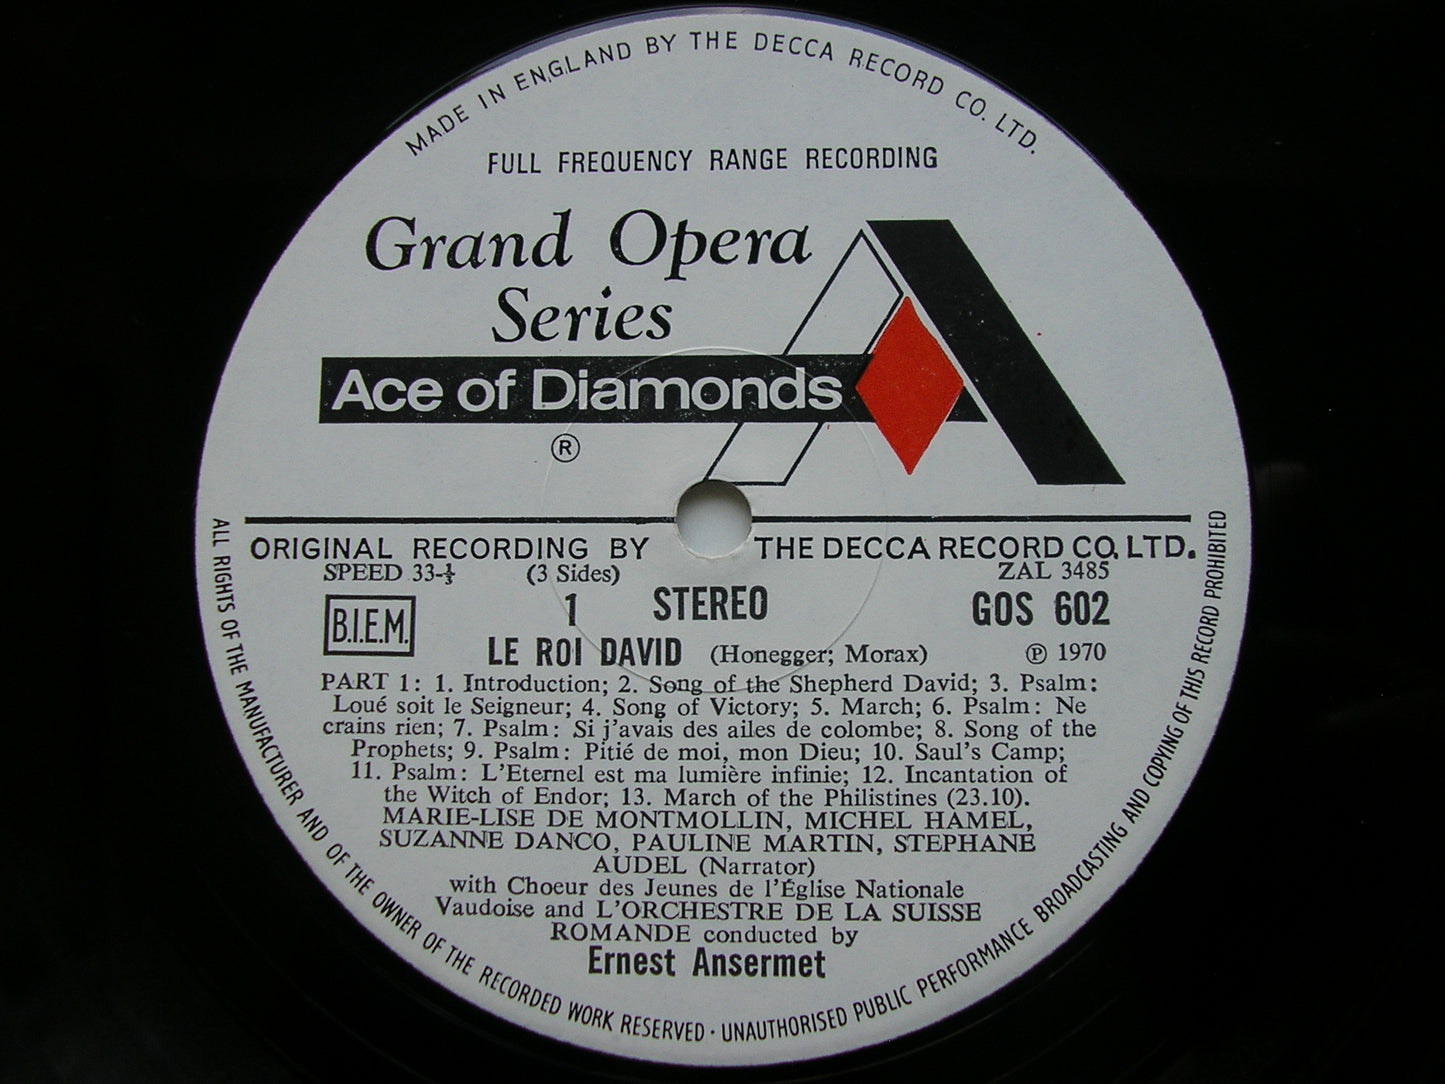 MADE IN ENGLAND BY THE DECCA RECORD CO. LTD.
FULL FREQUENCY RANGE RECORDING
Grand Opera
Series
Ace of Diamonds
®
ORIGINAL RECORDING BY THE DECCA RECORD CO. LTD.
SPEED 33-⅓ (3 Sides) ZAL 3485
B.I.E.M. 1 STEREO GOS 602
LE ROI DAVID (Honegger; Morax) ℗ 1970
PART 1: 1. Introduction; 2. Song of the Shepherd David; 3. Psalm:
Loué soit le Seigneur; 4. Song of Victory; 5. March; 6. Psalm: Ne
crains rien; 7. Psalm: Si j'avais des ailes de colombe; 8. Song of the
Prophets; 9. Psalm: Pitié de moi, mon Dieu; 10. Saul's Camp;
11. Psalm: L'Eternel est ma lumière infinie; 12. Incantation of
the Witch of Endor; 13. March of the Philistines (23.10).
MARIE-LISE DE MONTMOLLIN, MICHEL HAMEL,
SUZANNE DANCO, PAULINE MARTIN, STEPHANE
AUDEL (Narrator)
with Choeur des Jeunes de l'Église Nationale
Vaudoise and L'ORCHESTRE DE LA SUISSE
ROMANDE conducted by
Ernest Ansermet
ALL RIGHTS OF THE MANUFACTURER AND OF THE OWNER OF THE RECORDED WORK RESERVED · UNAUTHORISED PUBLIC PERFORMANCE BROADCASTING AND COPYING OF THIS RECORD PROHIBITED